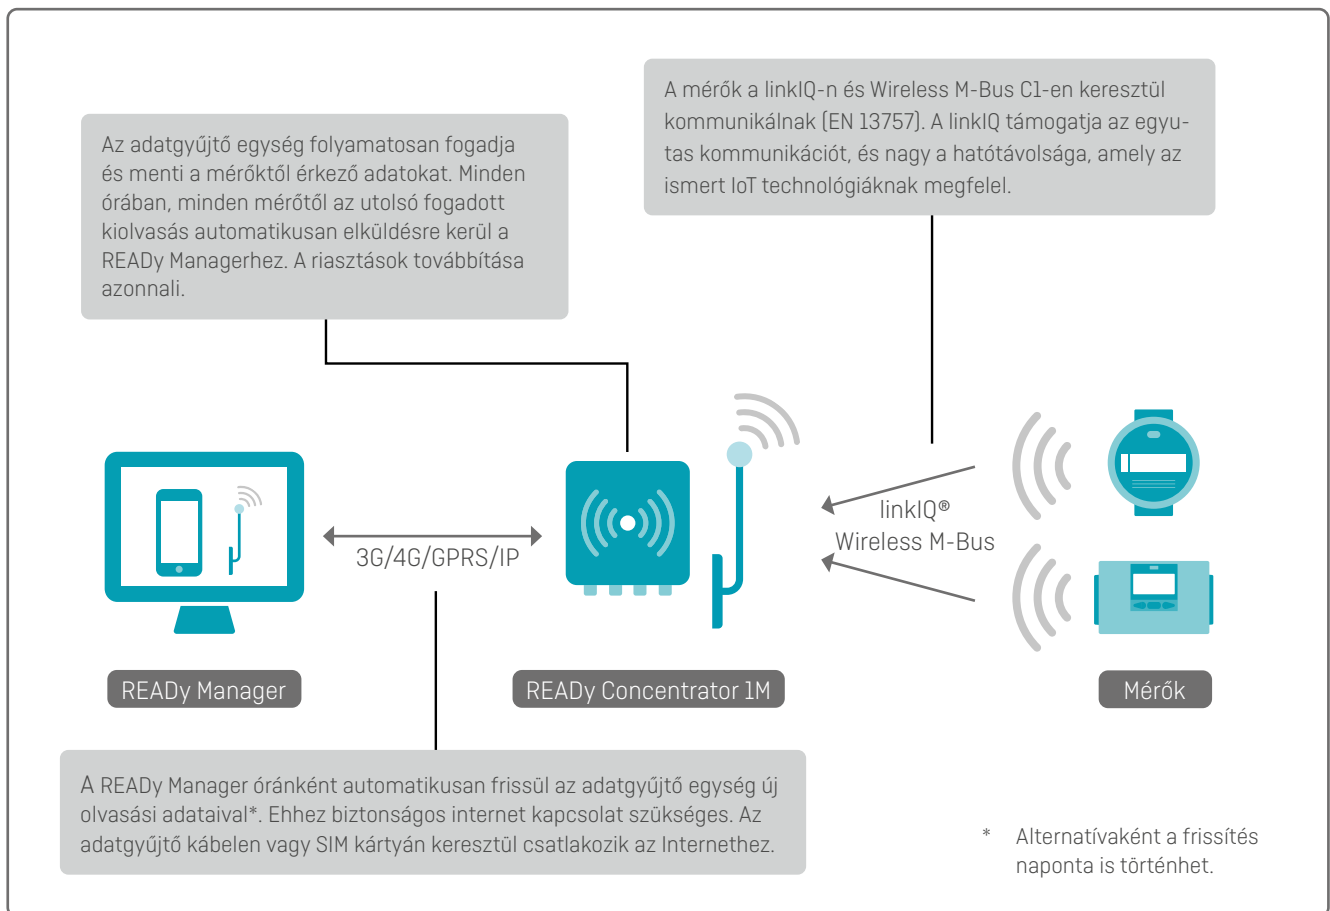 A mérők a linkIQ-n és Wireless M-Bus C1-en keresztül
kommunikálnak (EN 13757). A linkIQ támogatja az egyu-
tas kommunikációt, és nagy a hatótávolsága, amely az
ismert IoT technológiáknak megfelel.
Az adatgyűjtő egység folyamatosan fogadja
és menti a mérőktől érkező adatokat. Minden
órában, minden mérőtől az utolsó fogadott
kiolvasás automatikusan elküldésre kerül a
READy Managerhez. A riasztások továbbítása
azonnali.
3G/4G/GPRS/IP
linkIQ®
Wireless M-Bus
READy Manager
READy Concentrator 1M
Mérők
A READy Manager óránként automatikusan frissül az adatgyűjtő egység új
olvasási adataival*. Ehhez biztonságos internet kapcsolat szükséges. Az
adatgyűjtő kábelen vagy SIM kártyán keresztül csatlakozik az Internethez.
* Alternatívaként a frissítés
naponta is történhet.